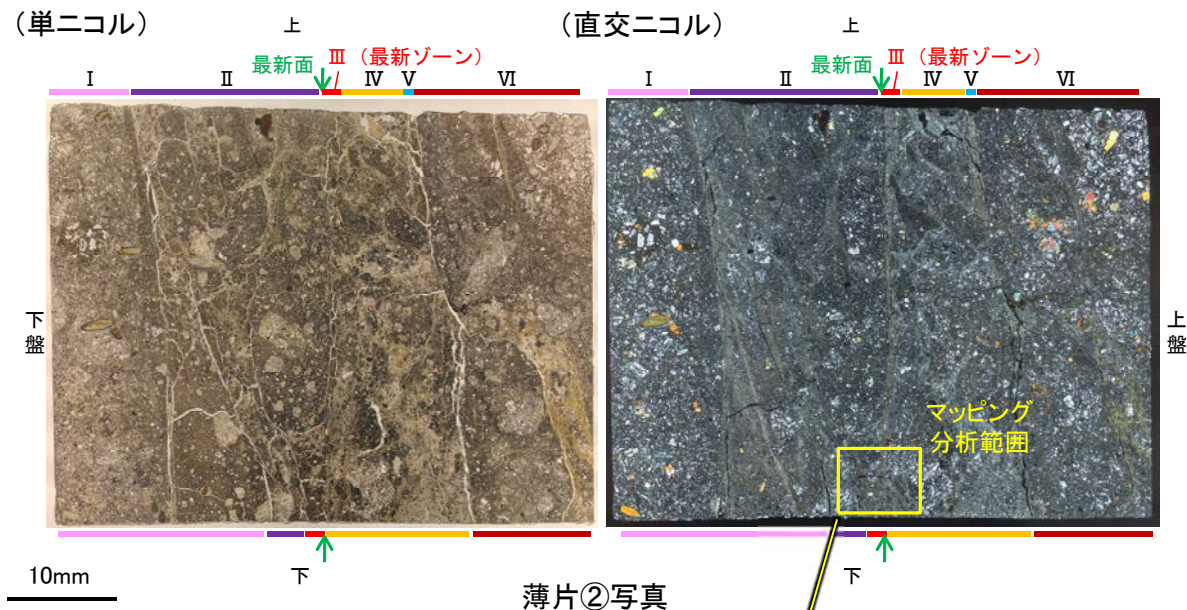 (単ニコル)
上
最新面
Ⅲ (最新ゾーン)
Ⅰ
Ⅱ
Ⅳ
Ⅴ
Ⅵ
下盤
下
10mm
(直交ニコル)
上
最新面
Ⅲ (最新ゾーン)
Ⅰ
Ⅱ
Ⅳ
Ⅴ
Ⅵ
上盤
マッピング
分析範囲
下
薄片②写真